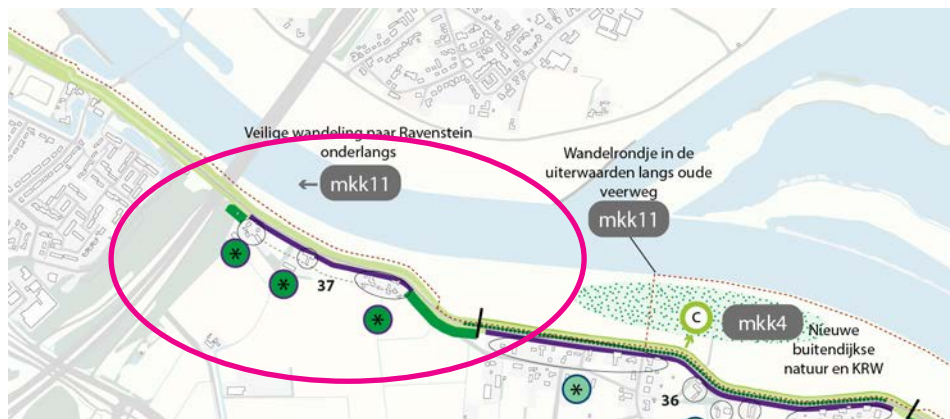 Veilige wandeling naar Ravenstein
onderlangs
mkk11
Wandelrondje in de
uiterwaarden langs oude
veerweg
mkk11
37
C
mkk4
Nieuwe
buitendijkse
natuur en KRW
36